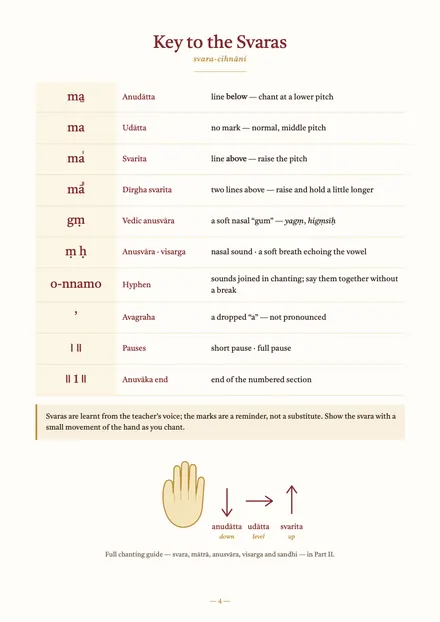 Key to the Svaras
svara-cihnāni
ma̱ Anudātta line below — chant at a lower pitch
ma Udātta no mark — normal, middle pitch
ma̍ Svarita line above — raise the pitch
ma̎ Dīrgha svarita two lines above — raise and hold a little longer
gṃ Vedic anusvāra a soft nasal “gum” — yagṃ, higṃsiḥ
ṃ ḥ Anusvāra · visarga nasal sound · a soft breath echoing the vowel
o-nnamo Hyphen sounds joined in chanting; say them together without
a break
’ Avagraha a dropped “a” — not pronounced
| || Pauses short pause · full pause
|| 1 || Anuvāka end end of the numbered section
Svaras are learnt from the teacher’s voice; the marks are a reminder, not a substitute. Show the svara with a
small movement of the hand as you chant.
anudātta udātta svarita
down level up
Full chanting guide — svara, mātrā, anusvāra, visarga and sandhi — in Part II.
— 4 —